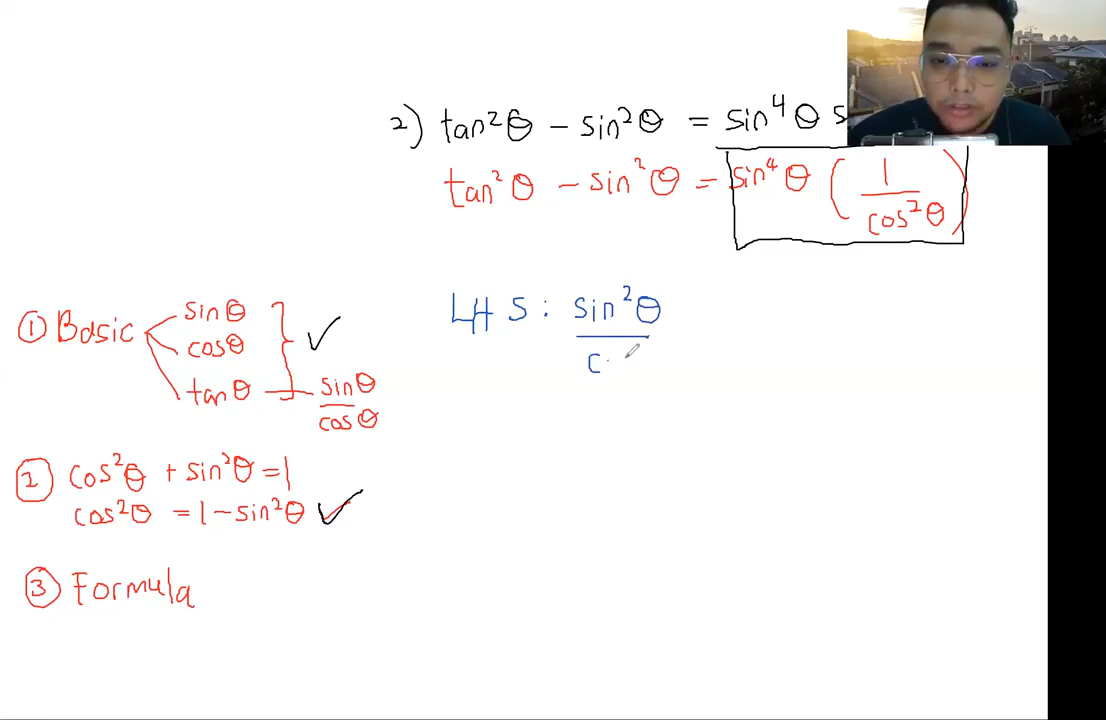 2) tan²θ − sin²θ = sin⁴θ s
tan²θ − sin²θ = sin⁴θ (1/cos²θ)
LHS : sin²θ
c
① Basic
sinθ
cosθ
tanθ — sinθ/cosθ
② cos²θ + sin²θ = 1
cos²θ = 1 − sin²θ
③ Formula